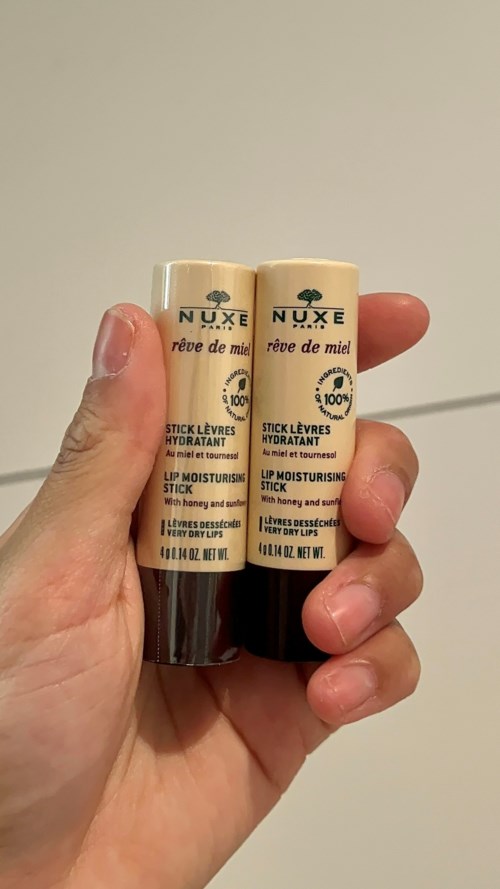 NUXE
PARIS
rêve de miel
INGREDIENTS
100%
OF NATURAL
STICK LÈVRES
HYDRATANT
Au miel et tournesol
LIP MOISTURISING
STICK
With honey and
LÈVRES DESSÉCHÉES
VERY DRY LIPS
4 g 0.14 OZ. NET WT.
NUXE
PARIS
rêve de miel
INGREDIENTS
100%
OF NATURAL
STICK LÈVRES
HYDRATANT
Au miel et tournesol
LIP MOISTURISING
STICK
With honey and
LÈVRES DESSÉCHÉES
VERY DRY LIPS
4 g 0.14 OZ. NET WT.